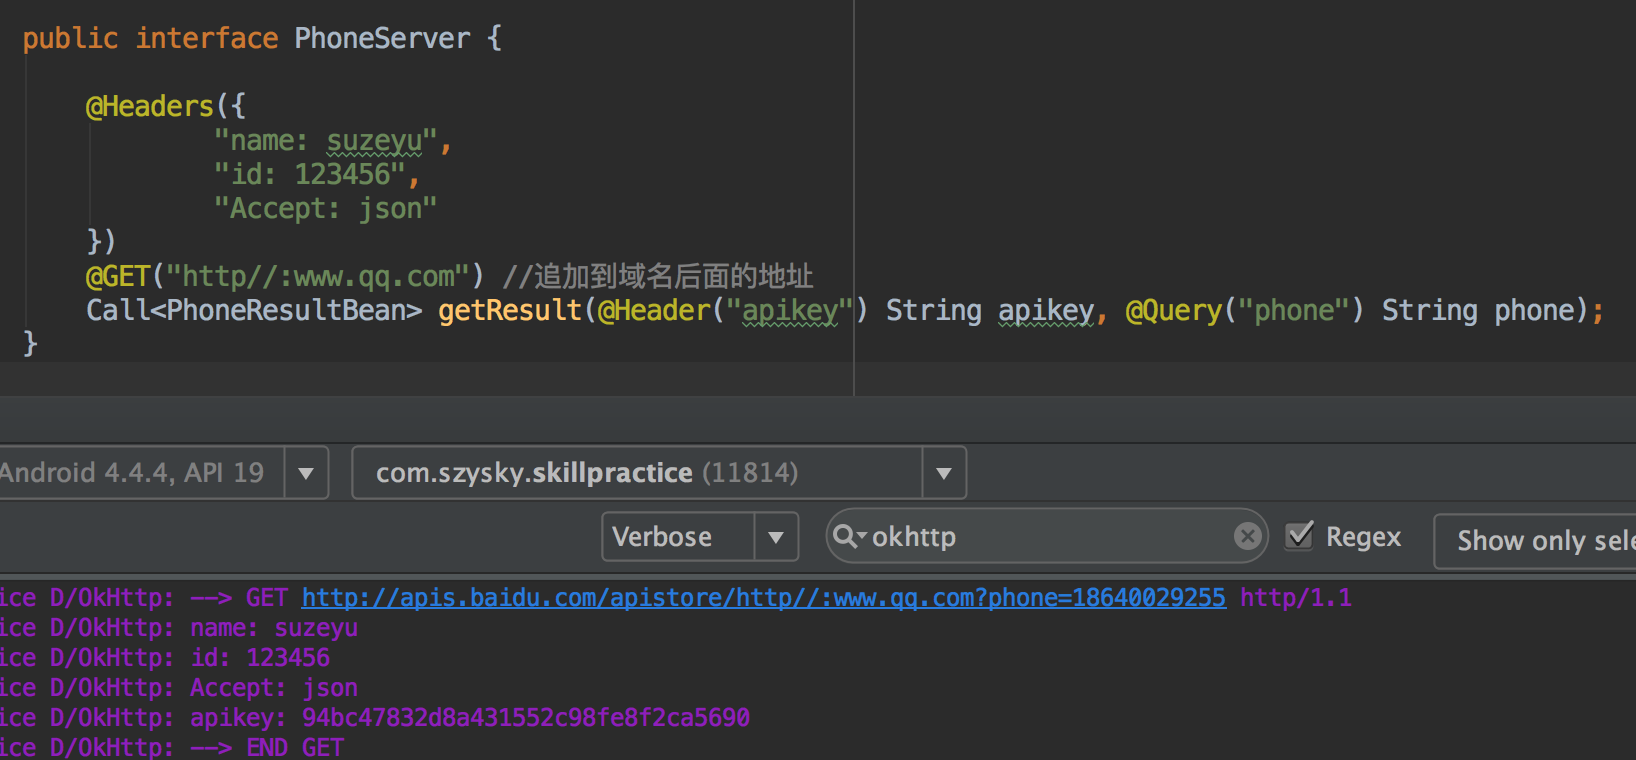 public interface PhoneServer {
@Headers({
"name: suzeyu",
"id: 123456",
"Accept: json"
})
@GET("http//:www.qq.com") //追加到域名后面的地址
Call<PhoneResultBean> getResult(@Header("apikey") String apikey, @Query("phone") String phone);
}
Android 4.4.4, API 19 com.szysky.skillpractice (11814)
Verbose okhttp Regex Show only sele
ice D/OkHttp: --> GET http://apis.baidu.com/apistore/http//:www.qq.com?phone=18640029255 http/1.1
ice D/OkHttp: name: suzeyu
ice D/OkHttp: id: 123456
ice D/OkHttp: Accept: json
ice D/OkHttp: apikey: 94bc47832d8a431552c98fe8f2ca5690
ice D/OkHttp: --> END GET